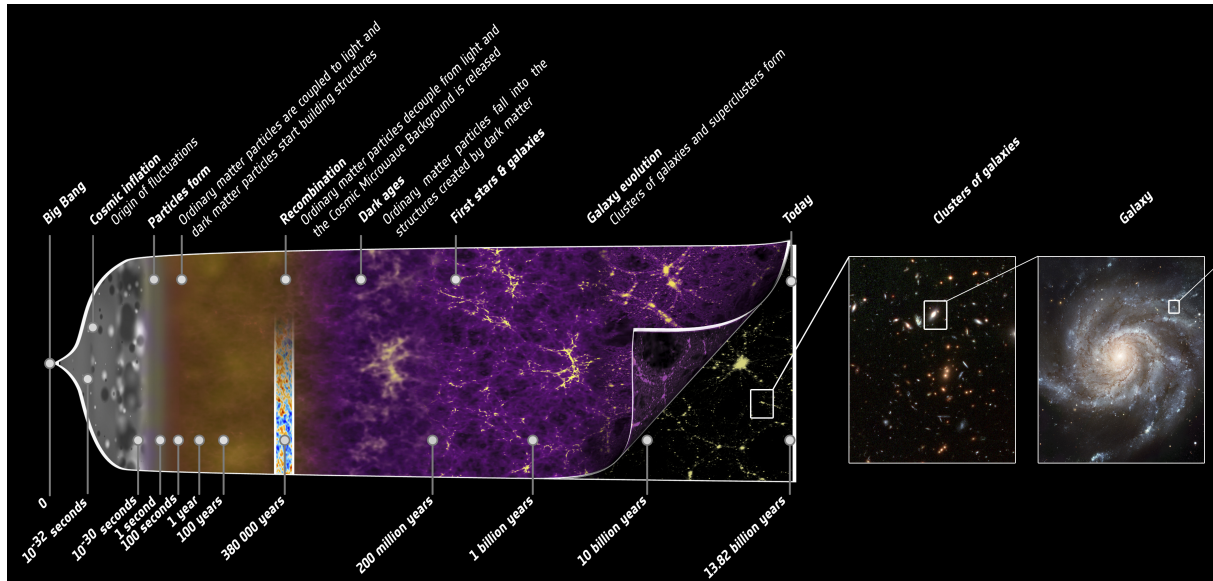 Big Bang
Cosmic inflation
Origin of fluctuations
Particles form
Ordinary matter particles are coupled to light and
dark matter particles start building structures
Recombination
Ordinary matter particles decouple from light and
the Cosmic Microwave Background is released
Dark ages
Ordinary matter particles fall into the
structures created by dark matter
First stars & galaxies
Galaxy evolution
Clusters of galaxies and superclusters form
Today
Clusters of galaxies
Galaxy
0
10-32 seconds
10-30 seconds
1 second
100 seconds
1 year
100 years
380 000 years
200 million years
1 billion years
10 billion years
13.82 billion years